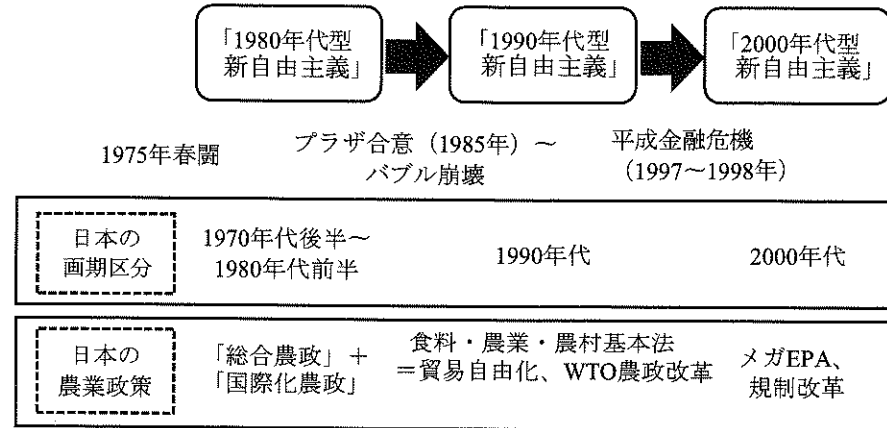 「1980年代型
新自由主義」
「1990年代型
新自由主義」
「2000年代型
新自由主義」
1975年春闘
プラザ合意（1985年）～
バブル崩壊
平成金融危機
（1997～1998年）
日本の
画期区分
1970年代後半～
1980年代前半
1990年代
2000年代
日本の
農業政策
「総合農政」＋
「国際化農政」
食料・農業・農村基本法
＝貿易自由化、WTO農政改革
メガEPA、
規制改革